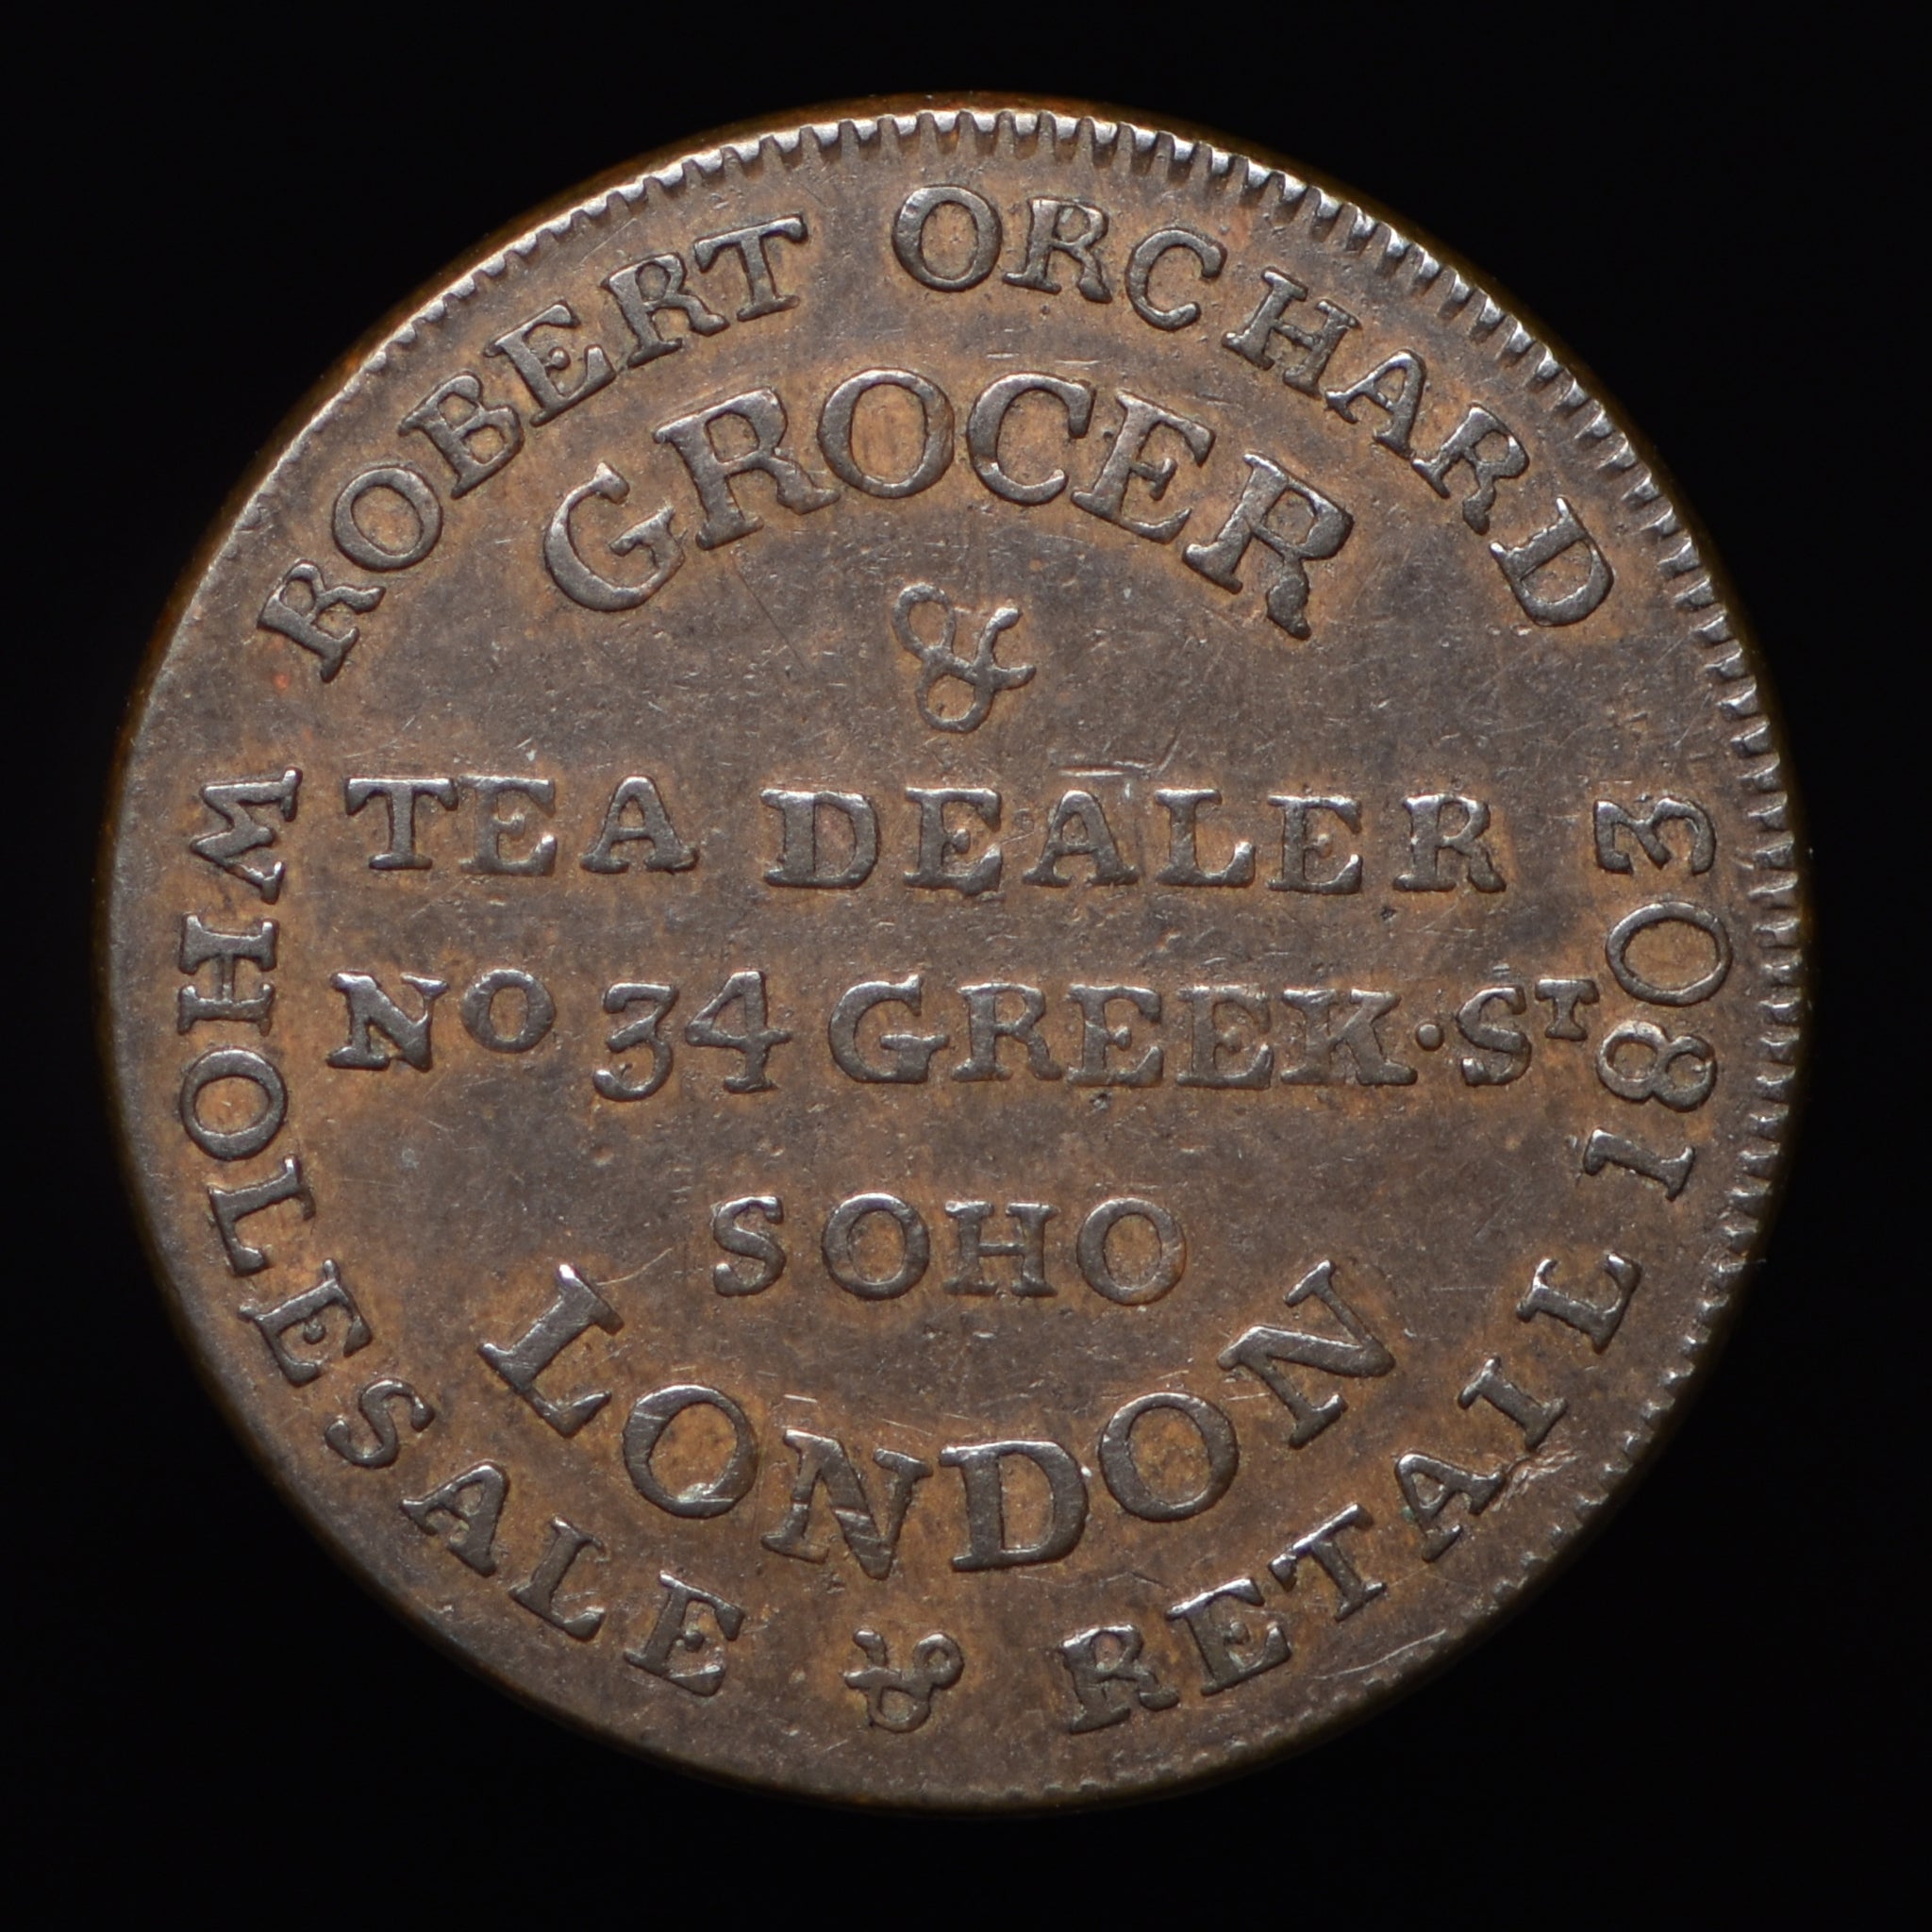 ROBERT ORCHARD
GROCER
&
TEA DEALER
No 34 GREEK·ST
SOHO
LONDON
WHOLESALE & RETAIL 1803